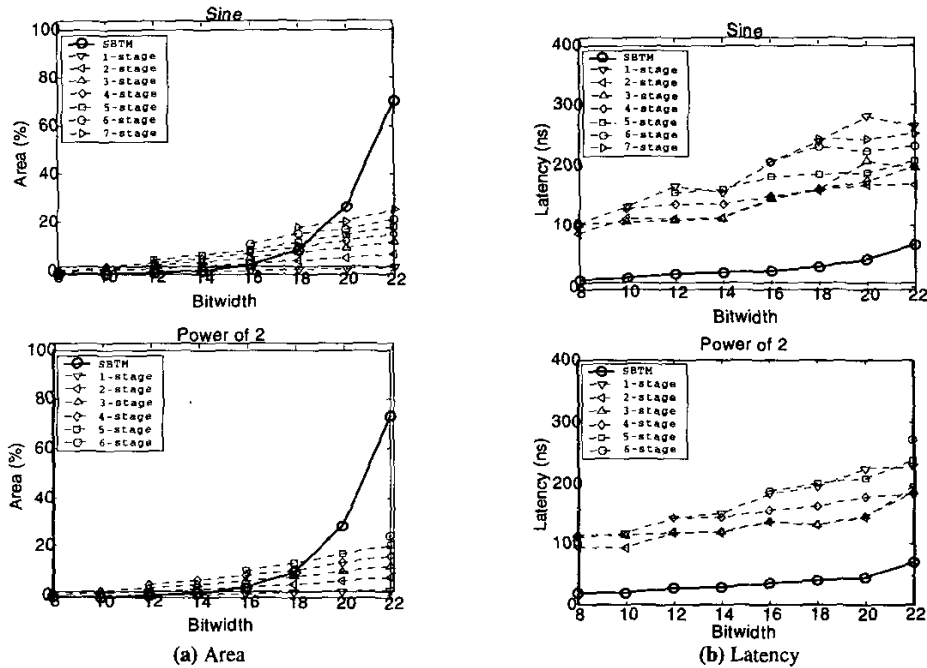 Sine
100
80
60
40
20
0
Area (%)
SBTM
1-stage
2-stage
3-stage
4-stage
5-stage
6-stage
7-stage
8 10 12 14 16 18 20 22
Bitwidth
Sine
400
300
200
100
0
Latency (ns)
SBTM
1-stage
2-stage
3-stage
4-stage
5-stage
6-stage
7-stage
8 10 12 14 16 18 20 22
Bitwidth
Power of 2
100
80
60
40
20
0
Area (%)
SBTM
1-stage
2-stage
3-stage
4-stage
5-stage
6-stage
8 10 12 14 16 18 20 22
Bitwidth
(a) Area
Power of 2
400
300
200
100
0
Latency (ns)
SBTM
1-stage
2-stage
3-stage
4-stage
5-stage
6-stage
8 10 12 14 16 18 20 22
Bitwidth
(b) Latency